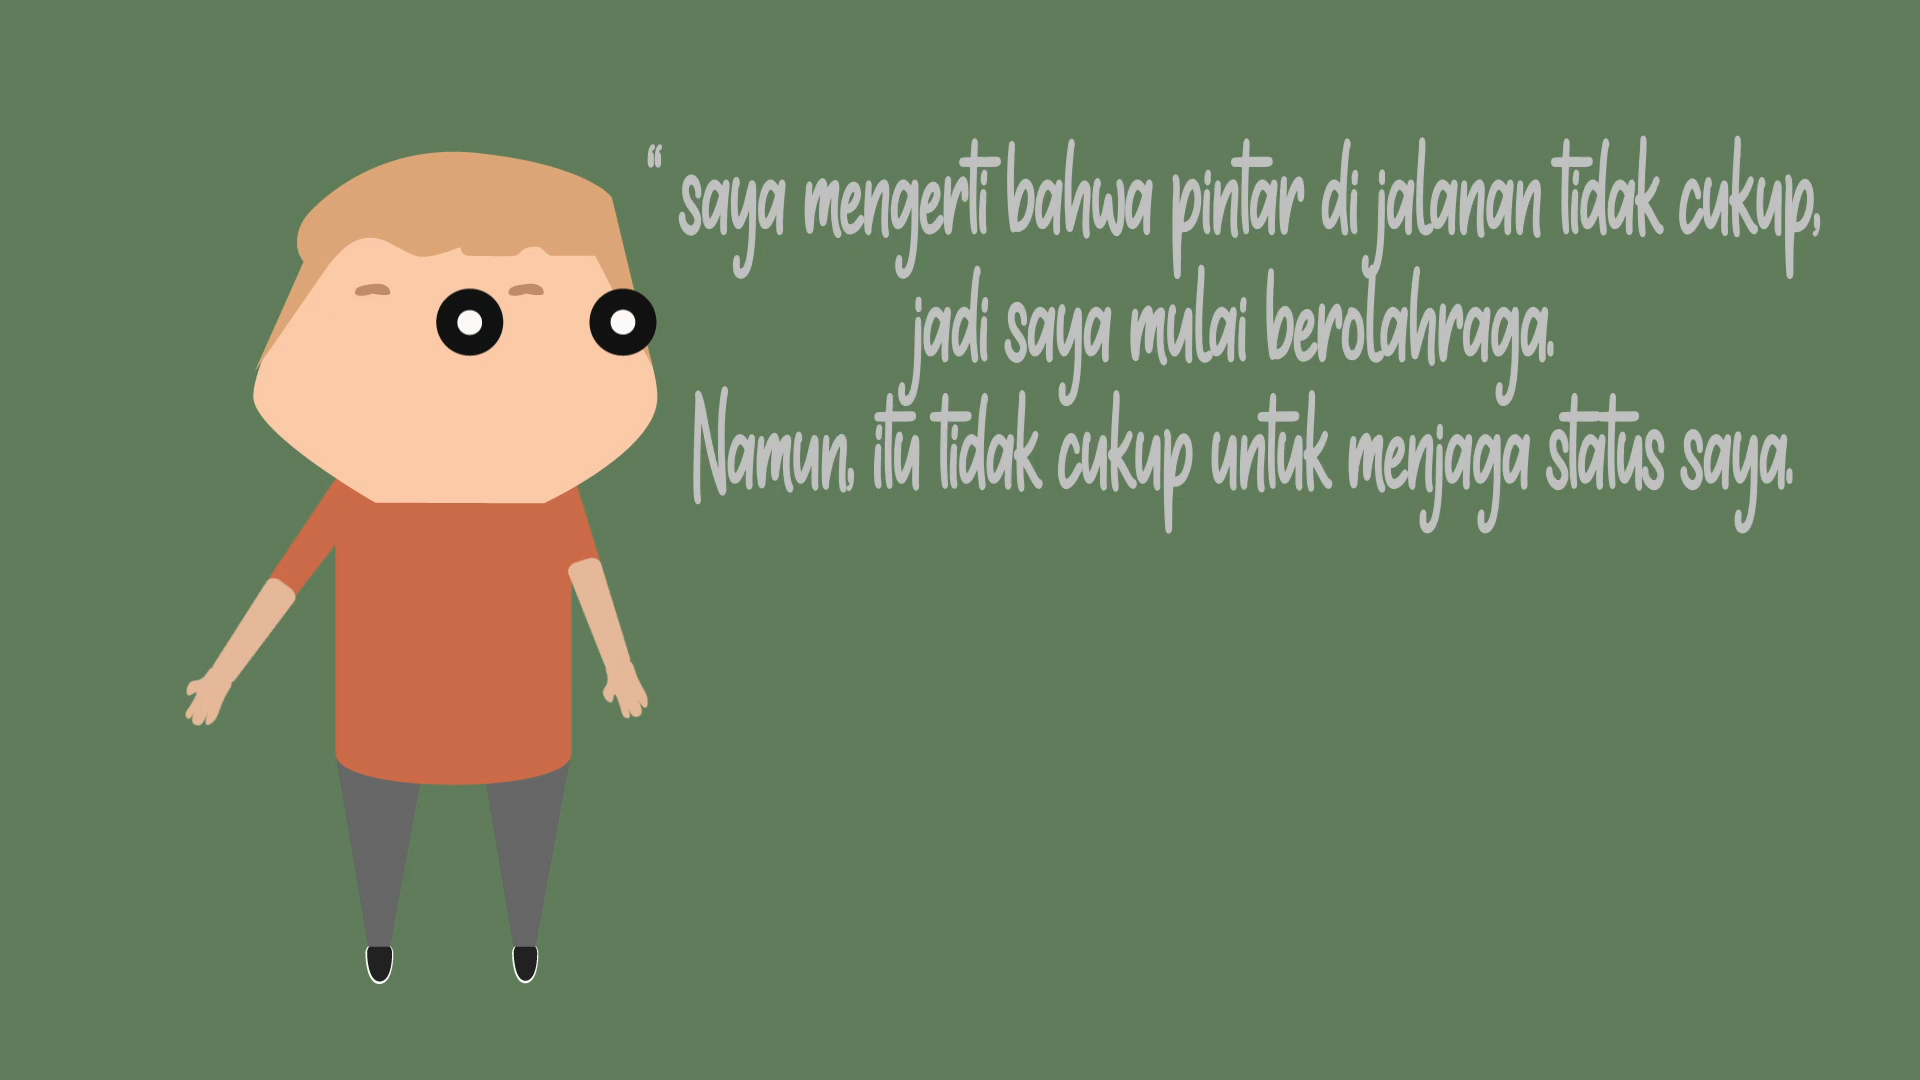 “ saya mengerti bahwa pintar di jalanan tidak cukup,
jadi saya mulai berolahraga.
Namun, itu tidak cukup untuk menjaga status saya.